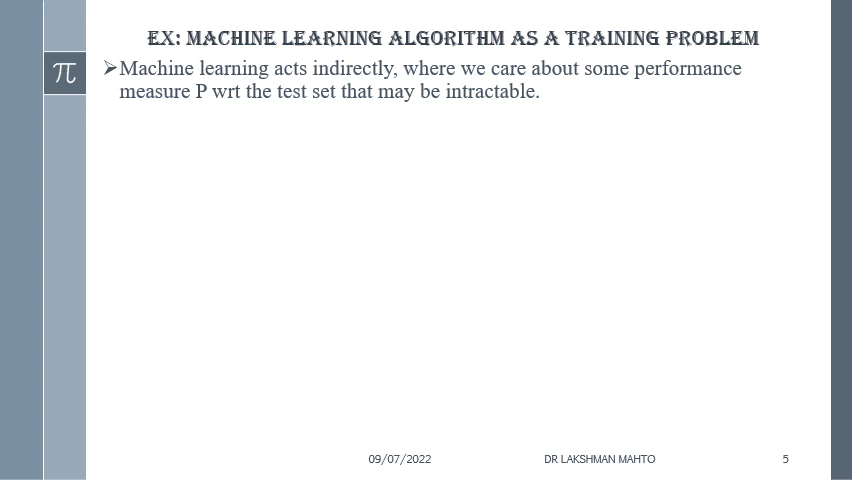 EX: MACHINE LEARNING ALGORITHM AS A TRAINING PROBLEM
π
➢Machine learning acts indirectly, where we care about some performance
measure P wrt the test set that may be intractable.
09/07/2022 DR LAKSHMAN MAHTO 5